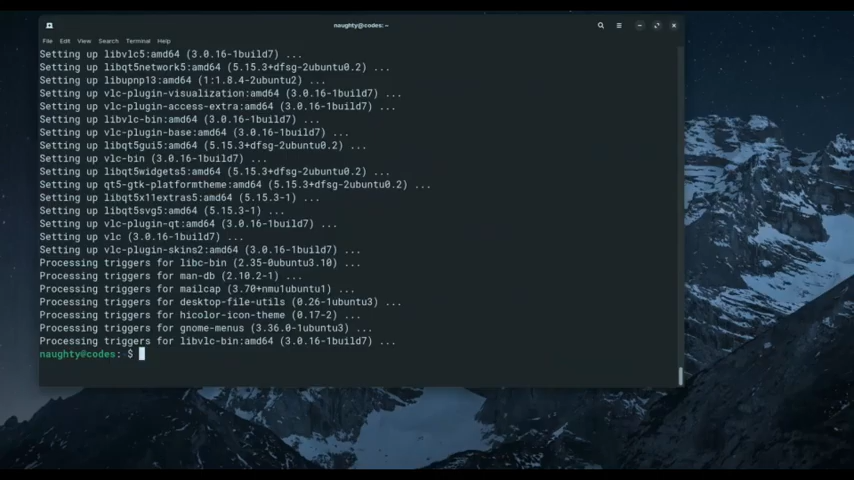 naughty@codes: ~
File Edit View Search Terminal Help
Setting up libvlc5:amd64 (3.0.16-1build7) ...
Setting up libqt5network5:amd64 (5.15.3+dfsg-2ubuntu0.2) ...
Setting up libupnp13:amd64 (1:1.8.4-2ubuntu2) ...
Setting up vlc-plugin-visualization:amd64 (3.0.16-1build7) ...
Setting up vlc-plugin-access-extra:amd64 (3.0.16-1build7) ...
Setting up libvlc-bin:amd64 (3.0.16-1build7) ...
Setting up vlc-plugin-base:amd64 (3.0.16-1build7) ...
Setting up libqt5gui5:amd64 (5.15.3+dfsg-2ubuntu0.2) ...
Setting up vlc-bin (3.0.16-1build7) ...
Setting up libqt5widgets5:amd64 (5.15.3+dfsg-2ubuntu0.2) ...
Setting up qt5-gtk-platformtheme:amd64 (5.15.3+dfsg-2ubuntu0.2) ...
Setting up libqt5x11extras5:amd64 (5.15.3-1) ...
Setting up libqt5svg5:amd64 (5.15.3-1) ...
Setting up vlc-plugin-qt:amd64 (3.0.16-1build7) ...
Setting up vlc (3.0.16-1build7) ...
Setting up vlc-plugin-skins2:amd64 (3.0.16-1build7) ...
Processing triggers for libc-bin (2.35-0ubuntu3.10) ...
Processing triggers for man-db (2.10.2-1) ...
Processing triggers for mailcap (3.70+nmu1ubuntu1) ...
Processing triggers for desktop-file-utils (0.26-1ubuntu3) ...
Processing triggers for hicolor-icon-theme (0.17-2) ...
Processing triggers for gnome-menus (3.36.0-1ubuntu3) ...
Processing triggers for libvlc-bin:amd64 (3.0.16-1build7) ...
naughty@codes: $